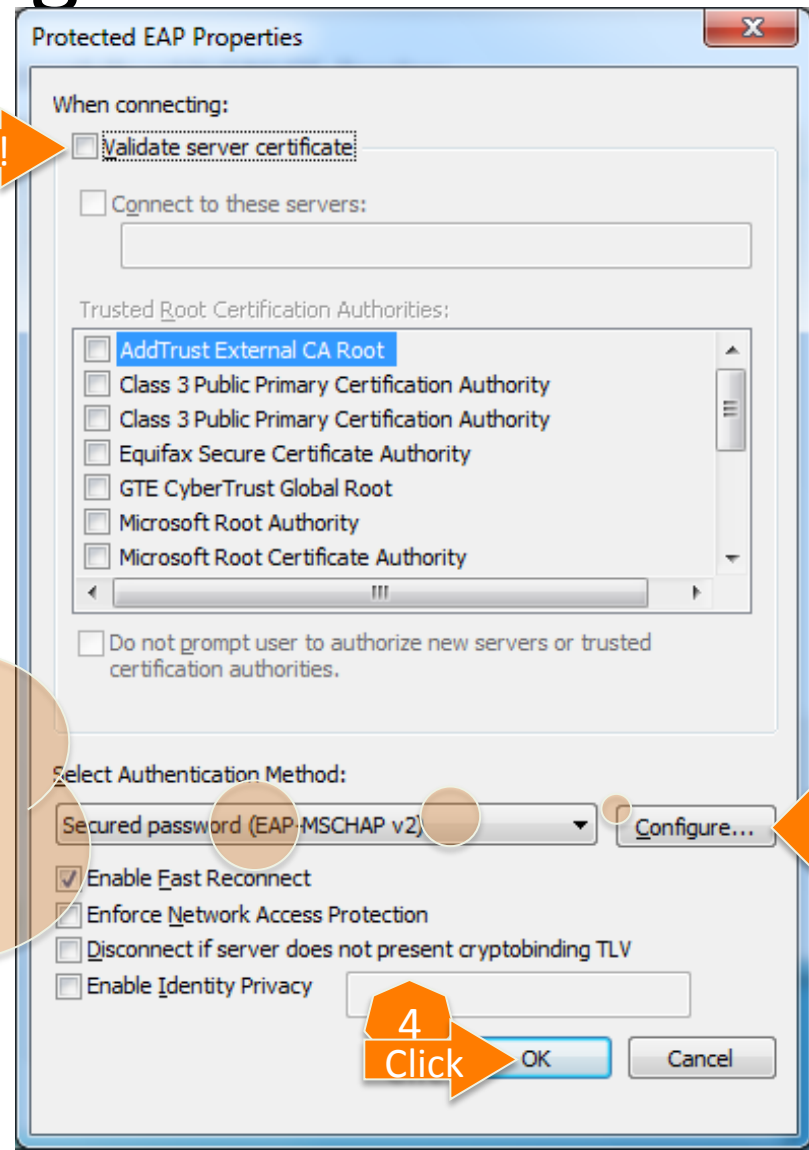 g
Protected EAP Properties
When connecting:
!
Validate server certificate
Connect to these servers:
Trusted Root Certification Authorities:
AddTrust External CA Root
Class 3 Public Primary Certification Authority
Class 3 Public Primary Certification Authority
Equifax Secure Certificate Authority
GTE CyberTrust Global Root
Microsoft Root Authority
Microsoft Root Certificate Authority
Do not prompt user to authorize new servers or trusted
certification authorities.
Select Authentication Method:
Secured password (EAP-MSCHAP v2)
Configure...
Enable Fast Reconnect
Enforce Network Access Protection
Disconnect if server does not present cryptobinding TLV
Enable Identity Privacy
4
Click
OK
Cancel